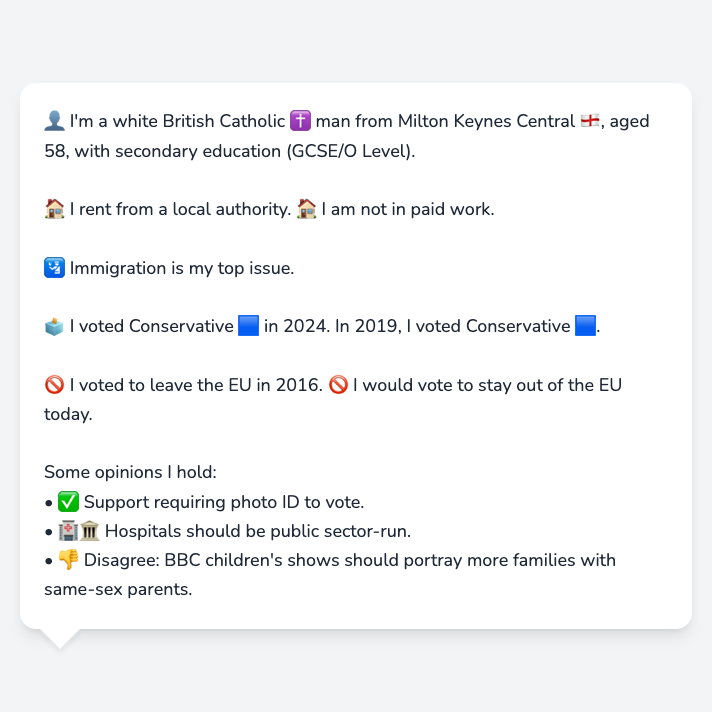 👤 I'm a white British Catholic ✝️ man from Milton Keynes Central 🏴󠁧󠁢󠁥󠁮󠁧󠁿, aged
58, with secondary education (GCSE/O Level).
🏠 I rent from a local authority. 🏠 I am not in paid work.
🛂 Immigration is my top issue.
🗳️ I voted Conservative 🟦 in 2024. In 2019, I voted Conservative 🟦.
🚫 I voted to leave the EU in 2016. 🚫 I would vote to stay out of the EU
today.
Some opinions I hold:
• ✅ Support requiring photo ID to vote.
• 🏥🏛️ Hospitals should be public sector-run.
• 👎 Disagree: BBC children's shows should portray more families with
same-sex parents.